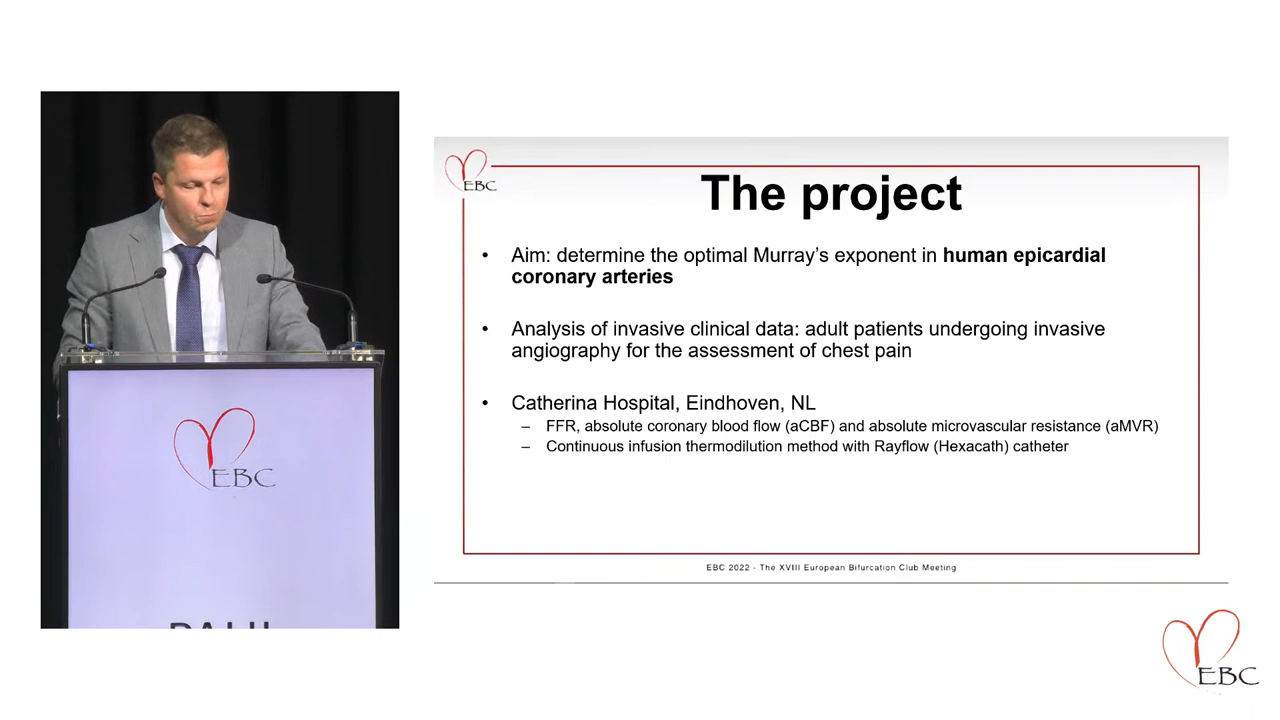 EBC
The project
• Aim: determine the optimal Murray's exponent in human epicardial
coronary arteries
• Analysis of invasive clinical data: adult patients undergoing invasive
angiography for the assessment of chest pain
• Catherina Hospital, Eindhoven, NL
– FFR, absolute coronary blood flow (aCBF) and absolute microvascular resistance (aMVR)
– Continuous infusion thermodilution method with Rayflow (Hexacath) catheter
EBC 2022 - The XVIII European Bifurcation Club Meeting
EBC
EBC